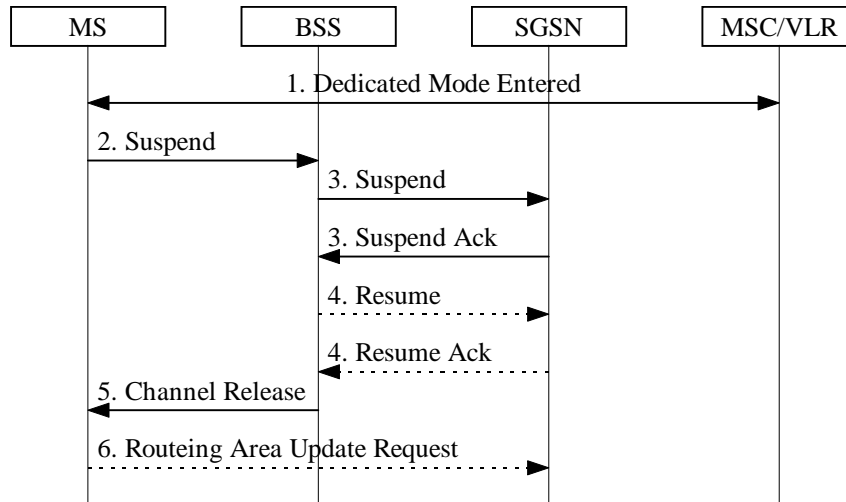 MS BSS SGSN MSC/VLR
1. Dedicated Mode Entered
2. Suspend
3. Suspend
3. Suspend Ack
4. Resume
4. Resume Ack
5. Channel Release
6. Routeing Area Update Request